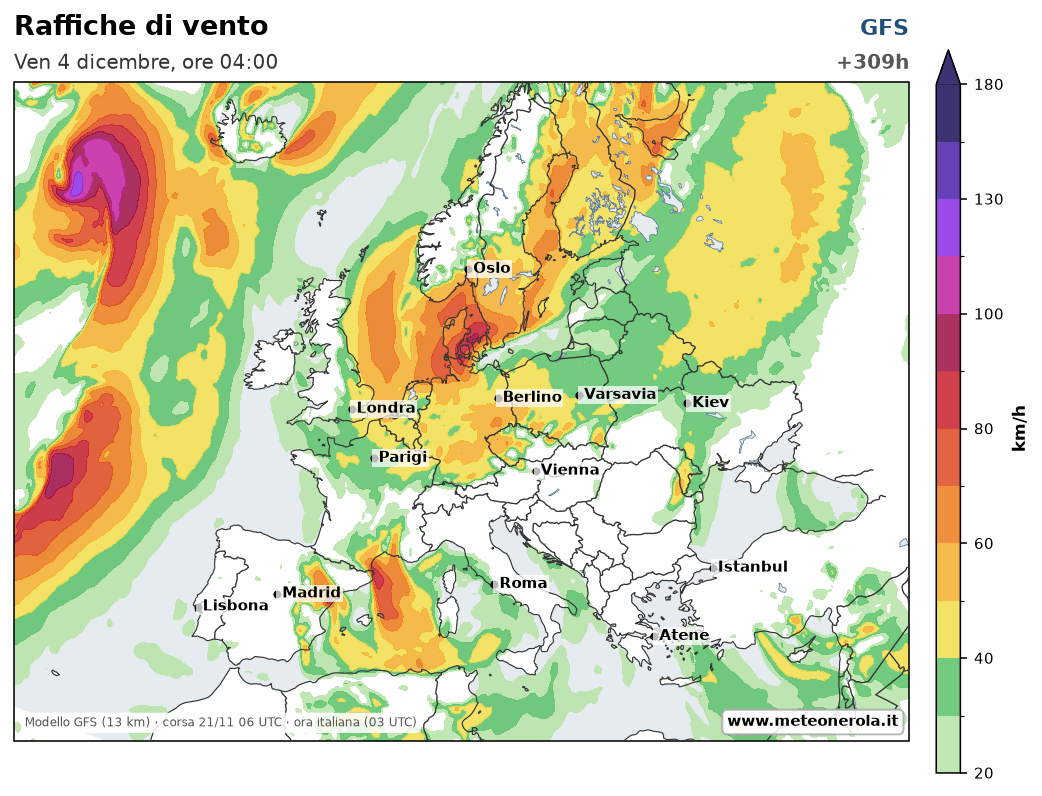 Raffiche di vento
GFS
Ven 4 dicembre, ore 04:00
+309h
180
130
100
80
60
40
20
km/h
Oslo
Londra
Berlino
Varsavia
Kiev
Parigi
Vienna
Istanbul
Roma
Madrid
Lisbona
Atene
Modello GFS (13 km) · corsa 21/11 06 UTC · ora italiana (03 UTC)
www.meteonerola.it